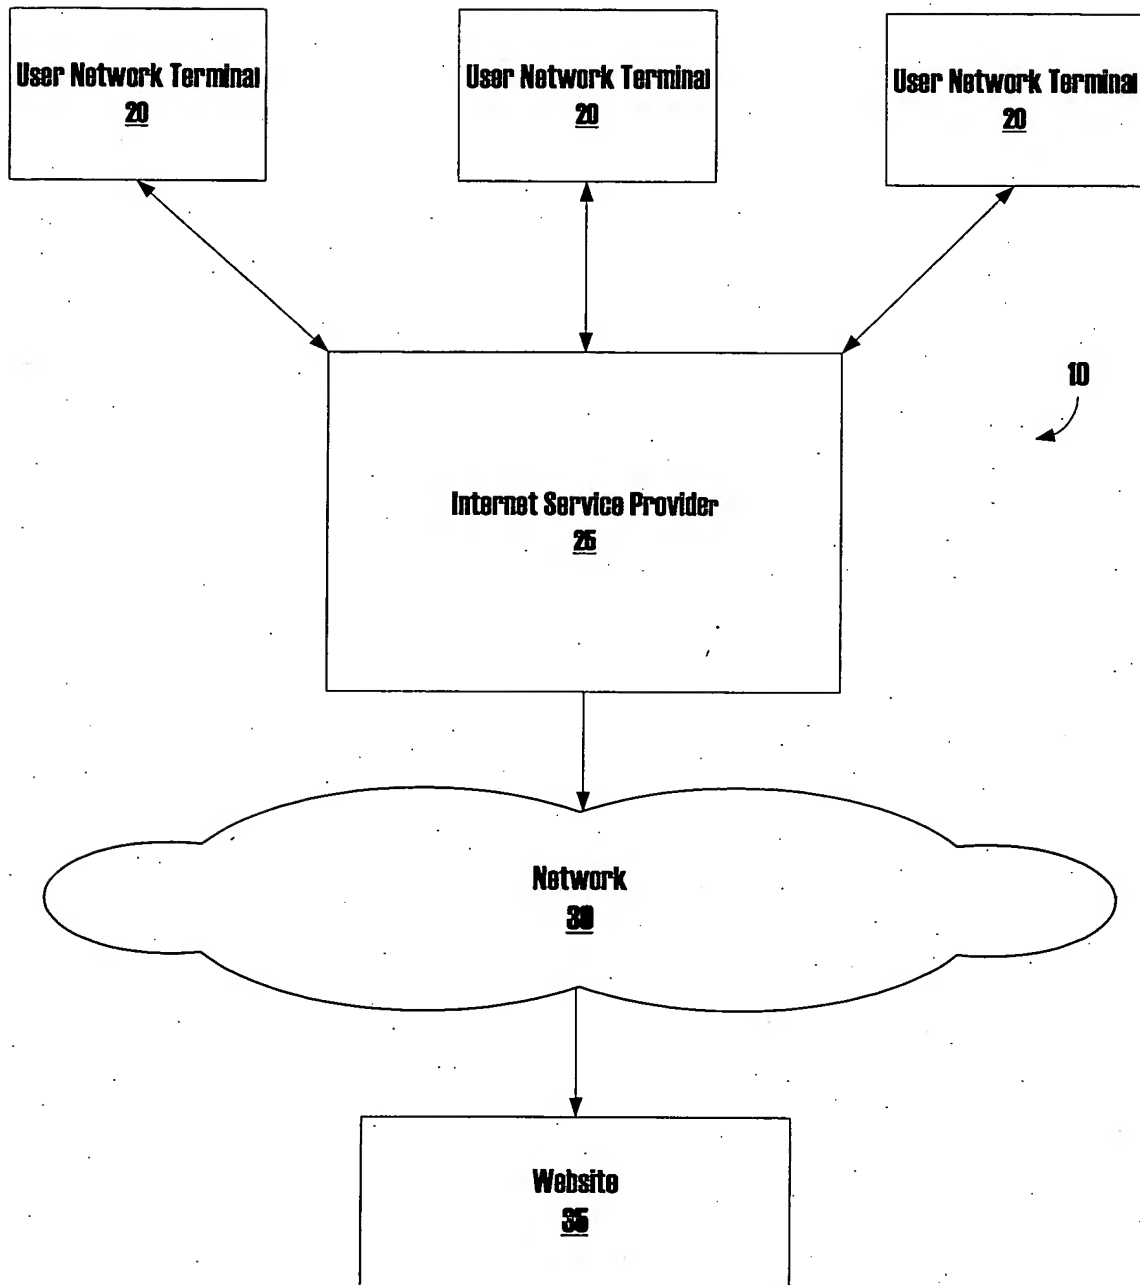 User Network Terminal
20
User Network Terminal
20
User Network Terminal
20
10
Internet Service Provider
25
Network
30
Website
35